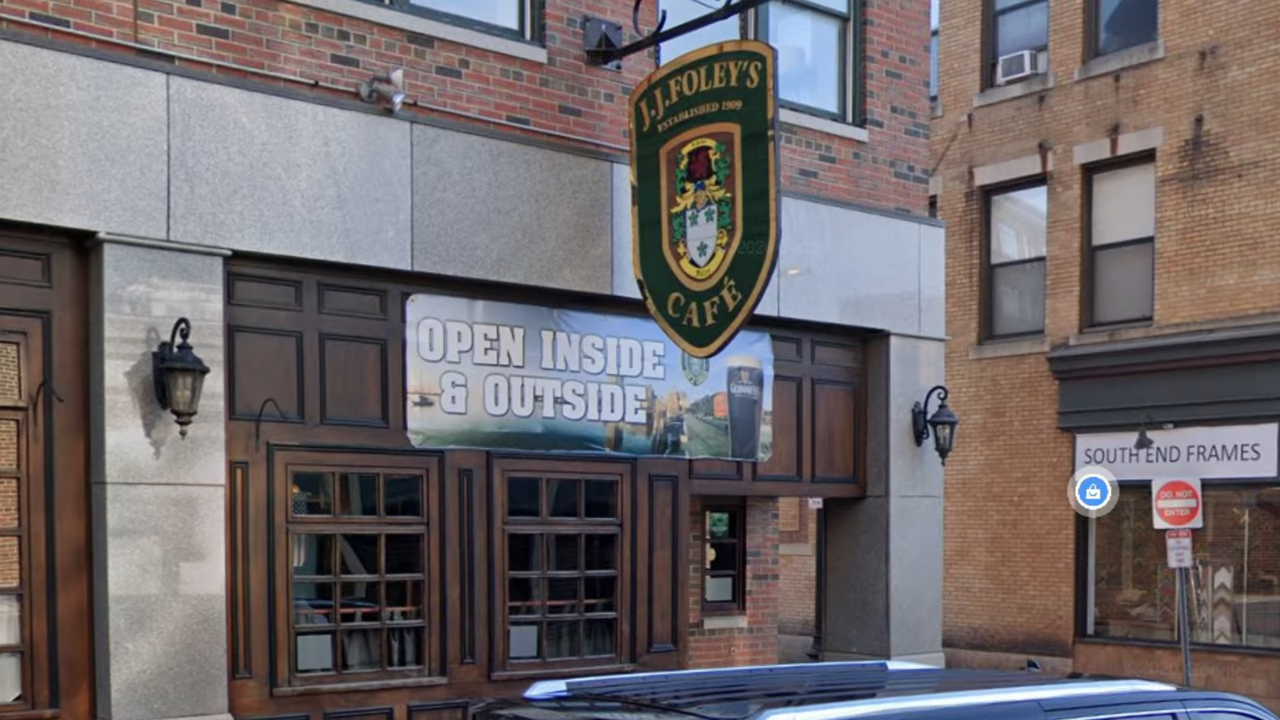 J.J.FOLEY'S
ESTABLISHED 1909
CAFÉ
OPEN INSIDE
& OUTSIDE
GUINNESS
SOUTH END FRAMES
DO NOT
ENTER